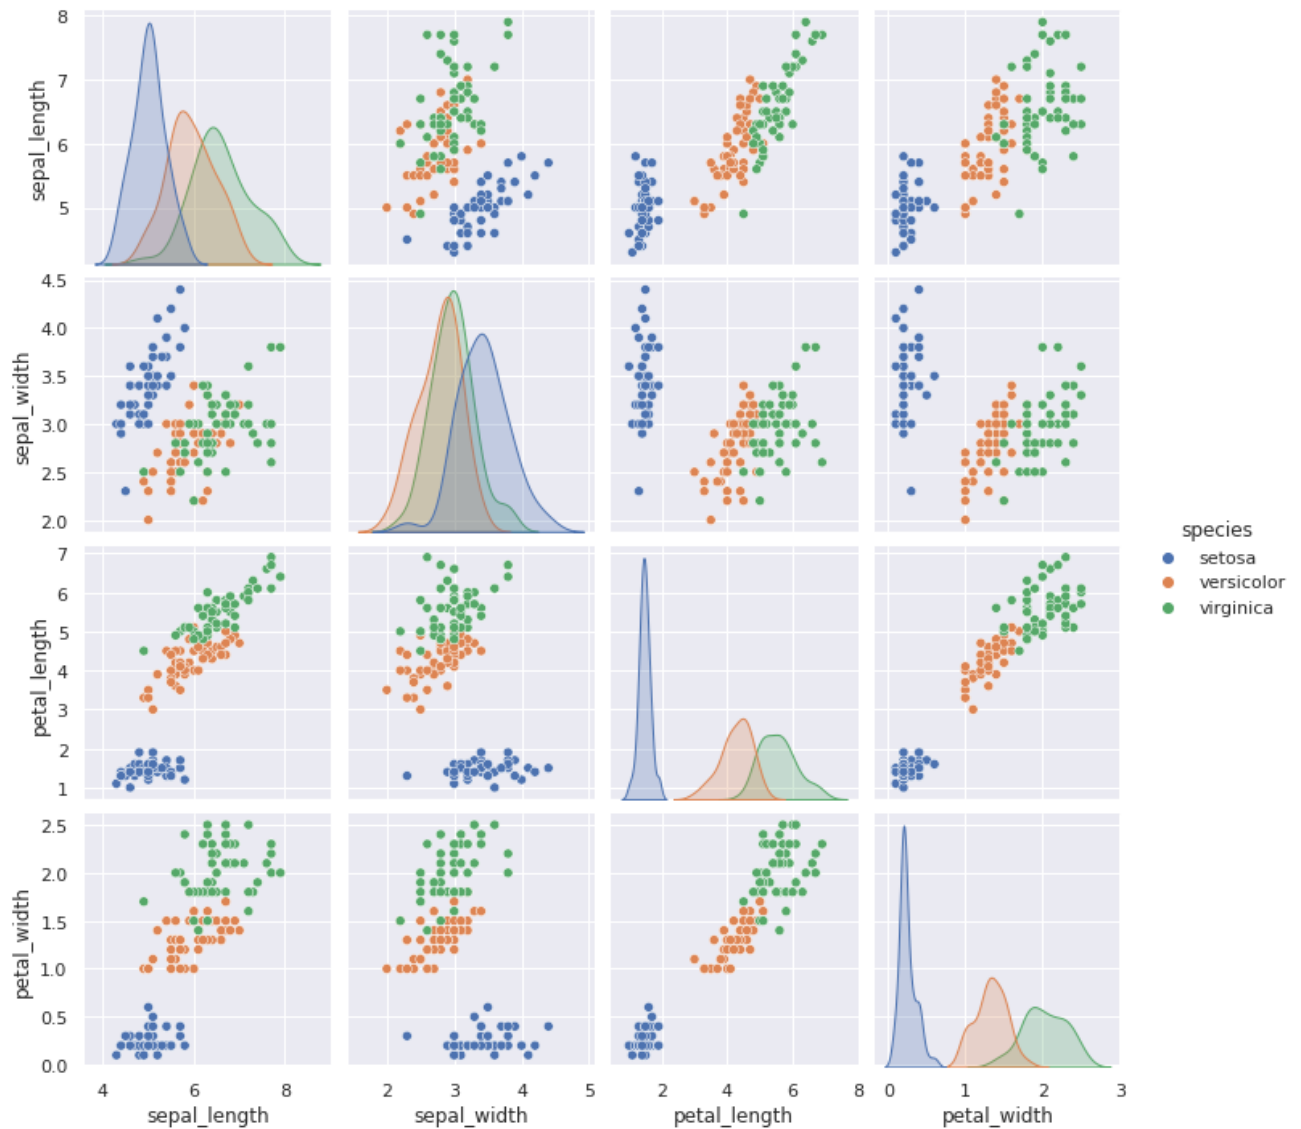 8
7
6
5
sepal_length
4.5
4.0
3.5
3.0
2.5
2.0
sepal_width
species
setosa
versicolor
virginica
7
6
5
4
3
2
1
petal_length
2.5
2.0
1.5
1.0
0.5
0.0
petal_width
4 6 8
sepal_length
2 3 4 5
sepal_width
2 4 6 8
petal_length
0 1 2 3
petal_width